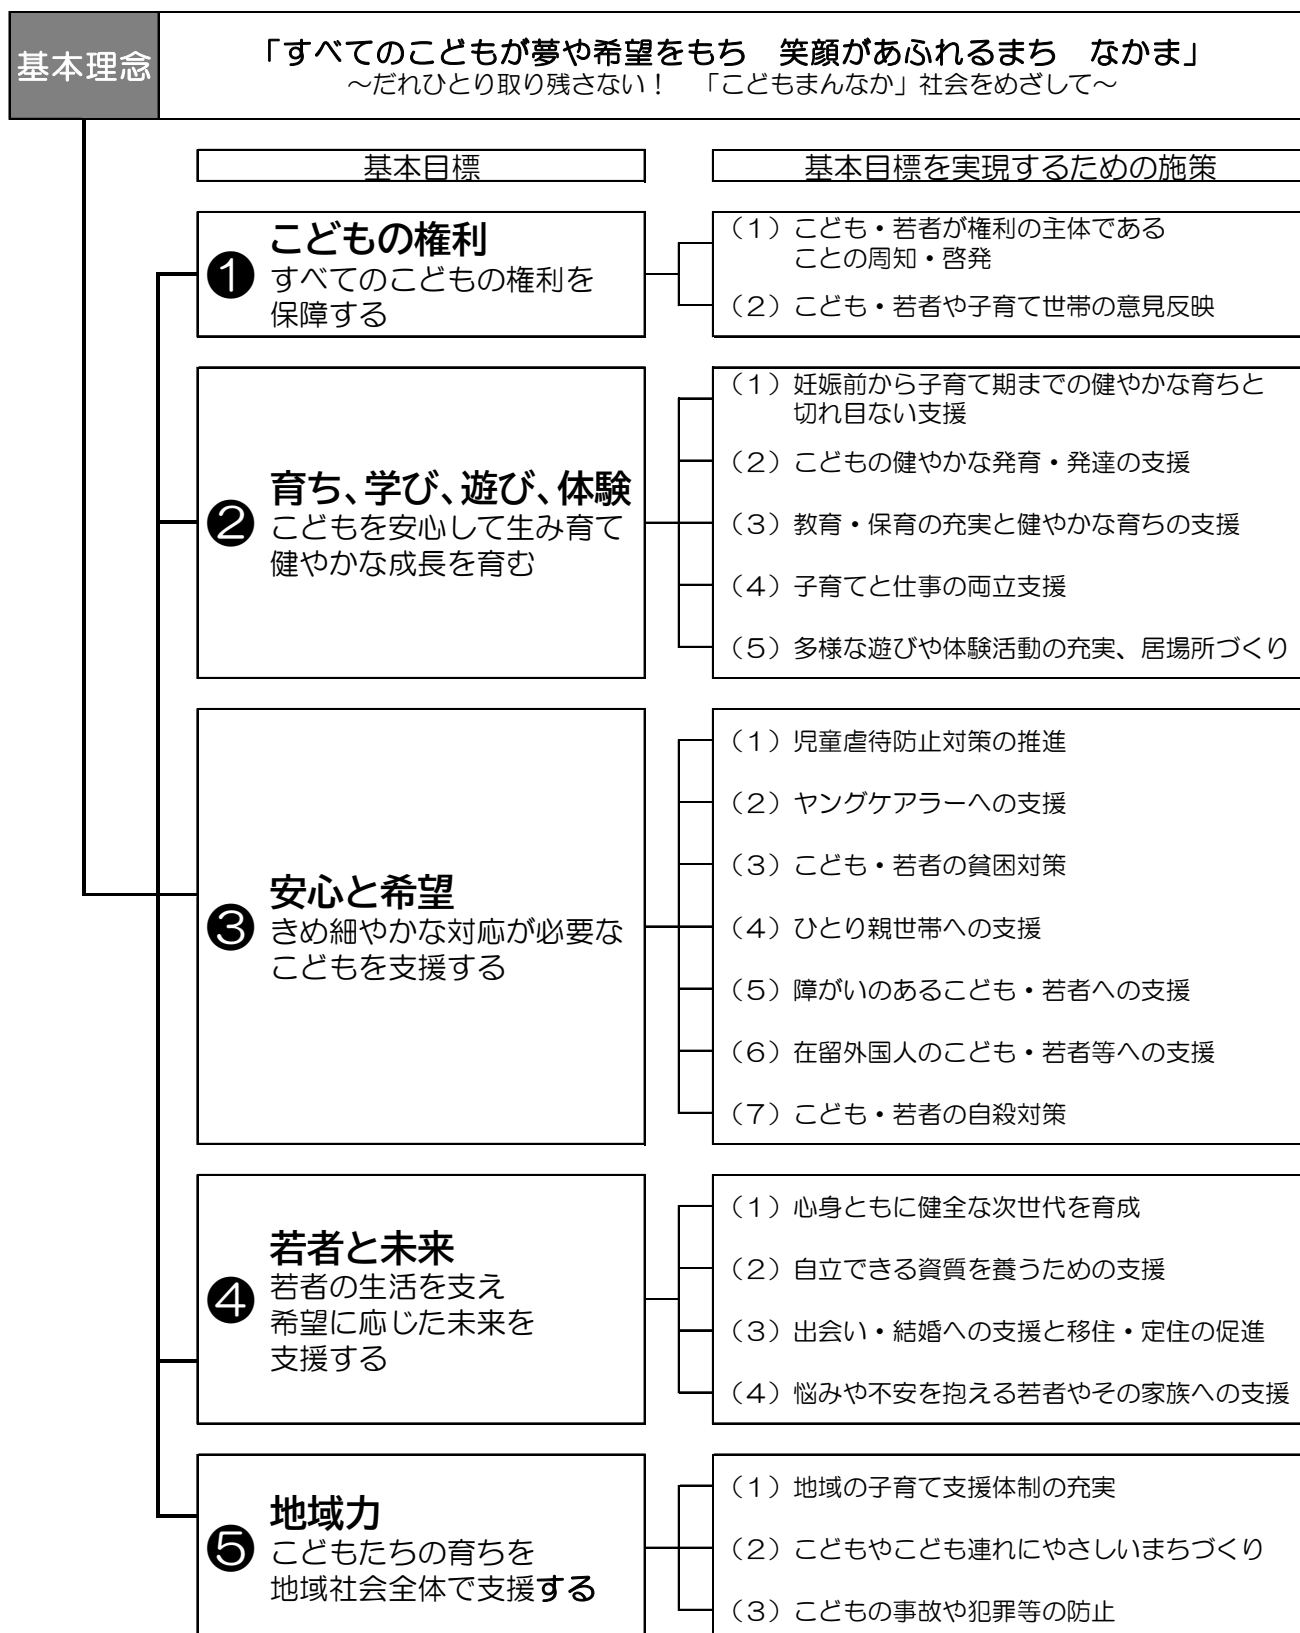 基本理念
「すべてのこどもが夢や希望をもち　笑顔があふれるまち　なかま」
～だれひとり取り残さない！　「こどもまんなか」社会をめざして～
基本目標
基本目標を実現するための施策
❶
こどもの権利
すべてのこどもの権利を
保障する
（１）こども・若者が権利の主体である
ことの周知・啓発
（２）こども・若者や子育て世帯の意見反映
❷
育ち、学び、遊び、体験
こどもを安心して生み育て
健やかな成長を育む
（１）妊娠前から子育て期までの健やかな育ちと
切れ目ない支援
（２）こどもの健やかな発育・発達の支援
（３）教育・保育の充実と健やかな育ちの支援
（４）子育てと仕事の両立支援
（５）多様な遊びや体験活動の充実、居場所づくり
❸
安心と希望
きめ細やかな対応が必要な
こどもを支援する
（１）児童虐待防止対策の推進
（２）ヤングケアラーへの支援
（３）こども・若者の貧困対策
（４）ひとり親世帯への支援
（５）障がいのあるこども・若者への支援
（６）在留外国人のこども・若者等への支援
（７）こども・若者の自殺対策
❹
若者と未来
若者の生活を支え
希望に応じた未来を
支援する
（１）心身ともに健全な次世代を育成
（２）自立できる資質を養うための支援
（３）出会い・結婚への支援と移住・定住の促進
（４）悩みや不安を抱える若者やその家族への支援
❺
地域力
こどもたちの育ちを
地域社会全体で支援する
（１）地域の子育て支援体制の充実
（２）こどもやこども連れにやさしいまちづくり
（３）こどもの事故や犯罪等の防止